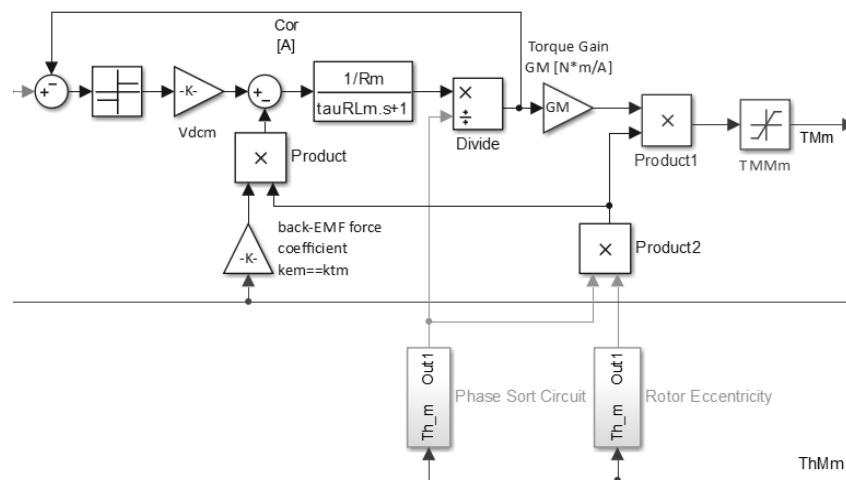 Cor
[A]
Torque Gain
GM [N*m/A]
-K-
Vdcm
1/Rm
tauRLm.s+1
Divide
GM
Product1
TMMm
TMm
Product
back-EMF force
coefficient
kem==ktm
-K-
Product2
Out1
Th_m
Phase Sort Circuit
Out1
Th_m
Rotor Eccentricity
ThMm